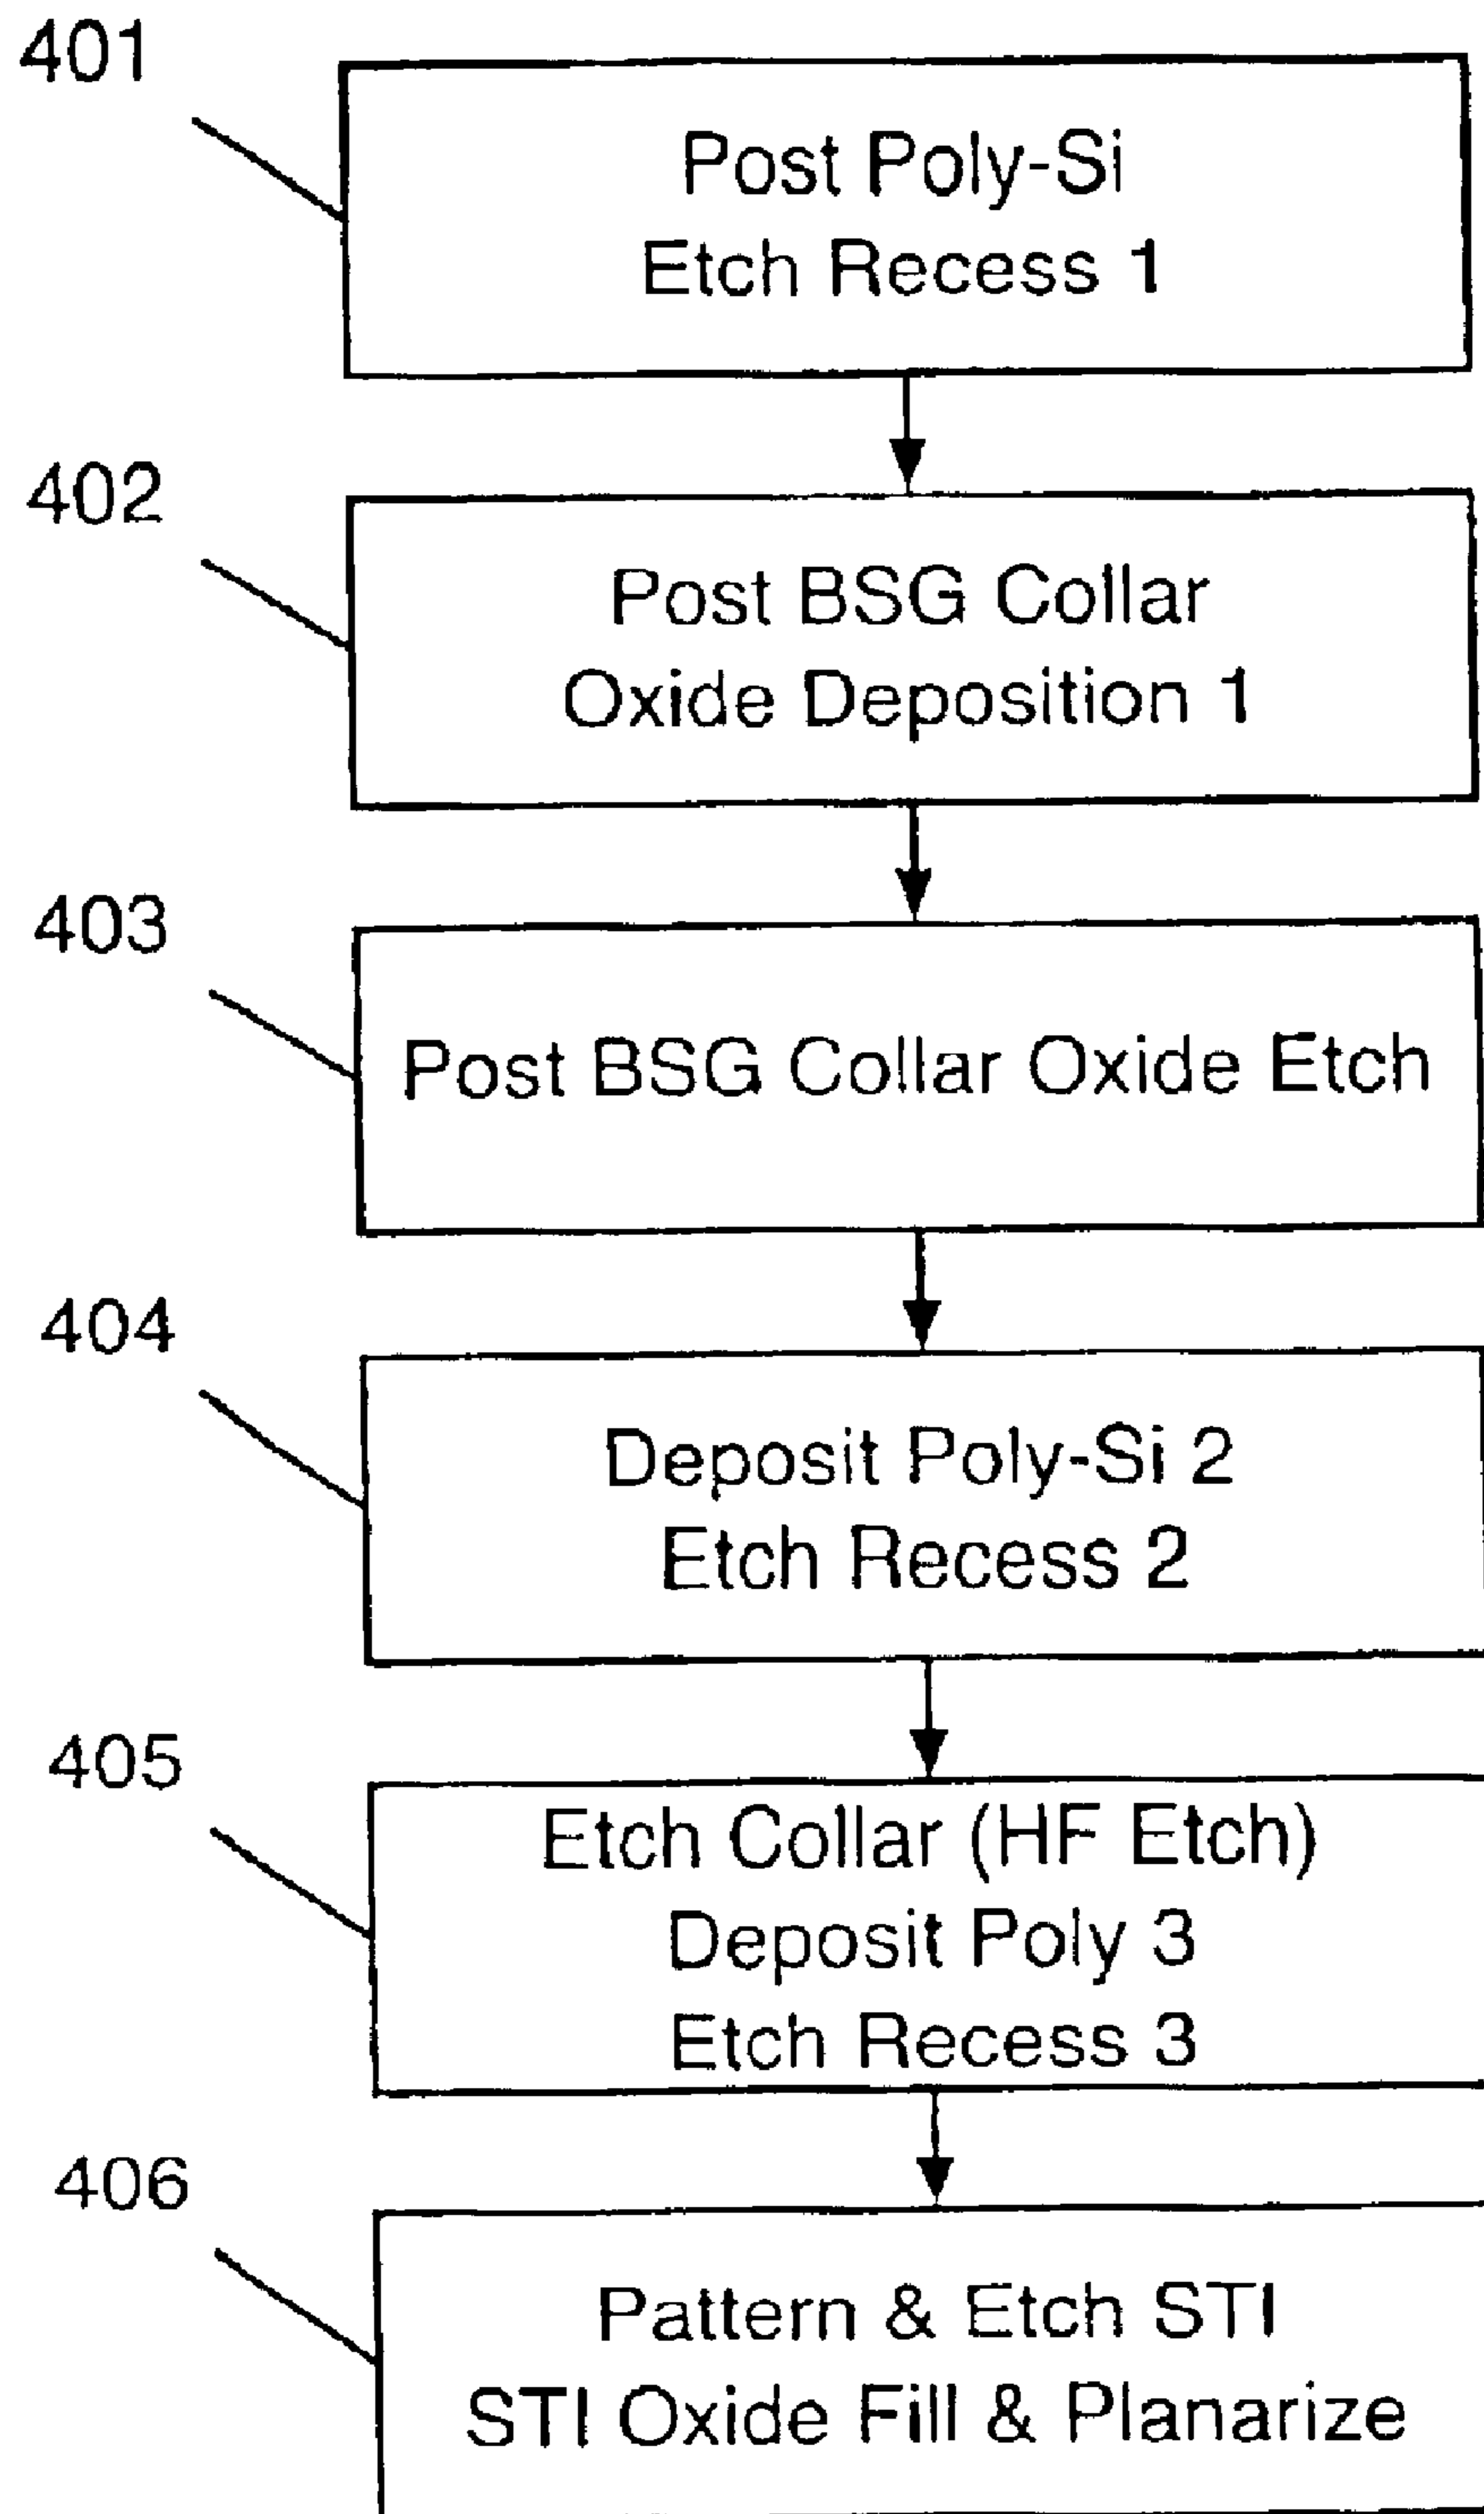 401
Post Poly-Si
Etch Recess 1
402
Post BSG Collar
Oxide Deposition 1
403
Post BSG Collar Oxide Etch
404
Deposit Poly-Si 2
Etch Recess 2
405
Etch Collar (HF Etch)
Deposit Poly 3
Etch Recess 3
406
Pattern & Etch STI
STI Oxide Fill & Planarize